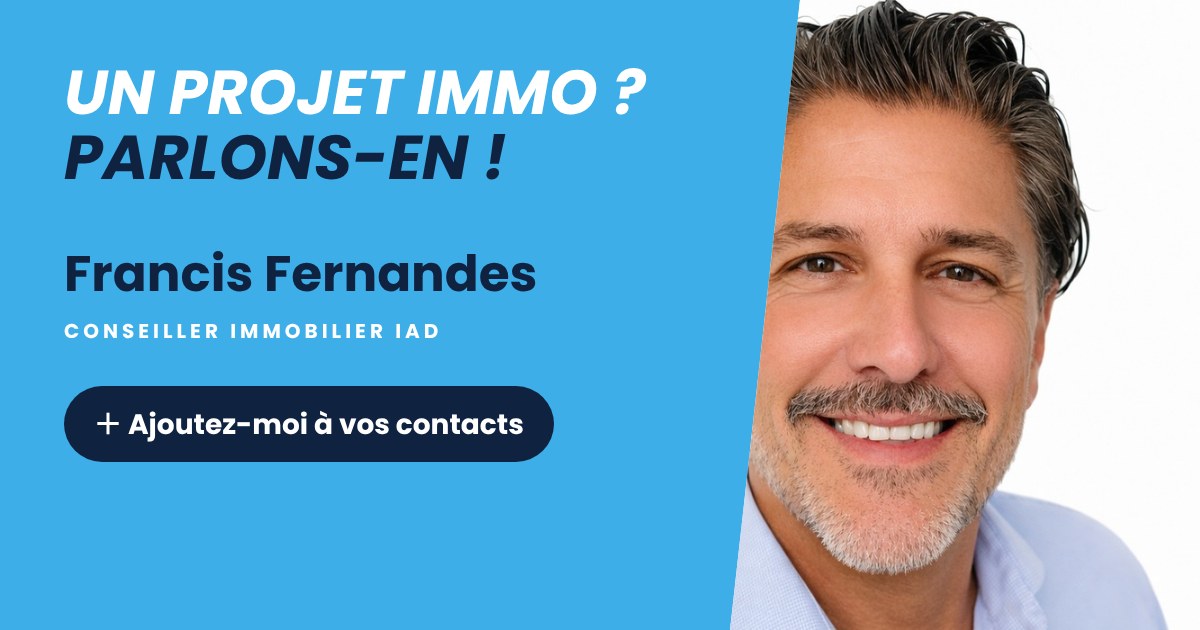 UN PROJET IMMO ?
PARLONS-EN !
Francis Fernandes
CONSEILLER IMMOBILIER IAD
+ Ajoutez-moi à vos contacts